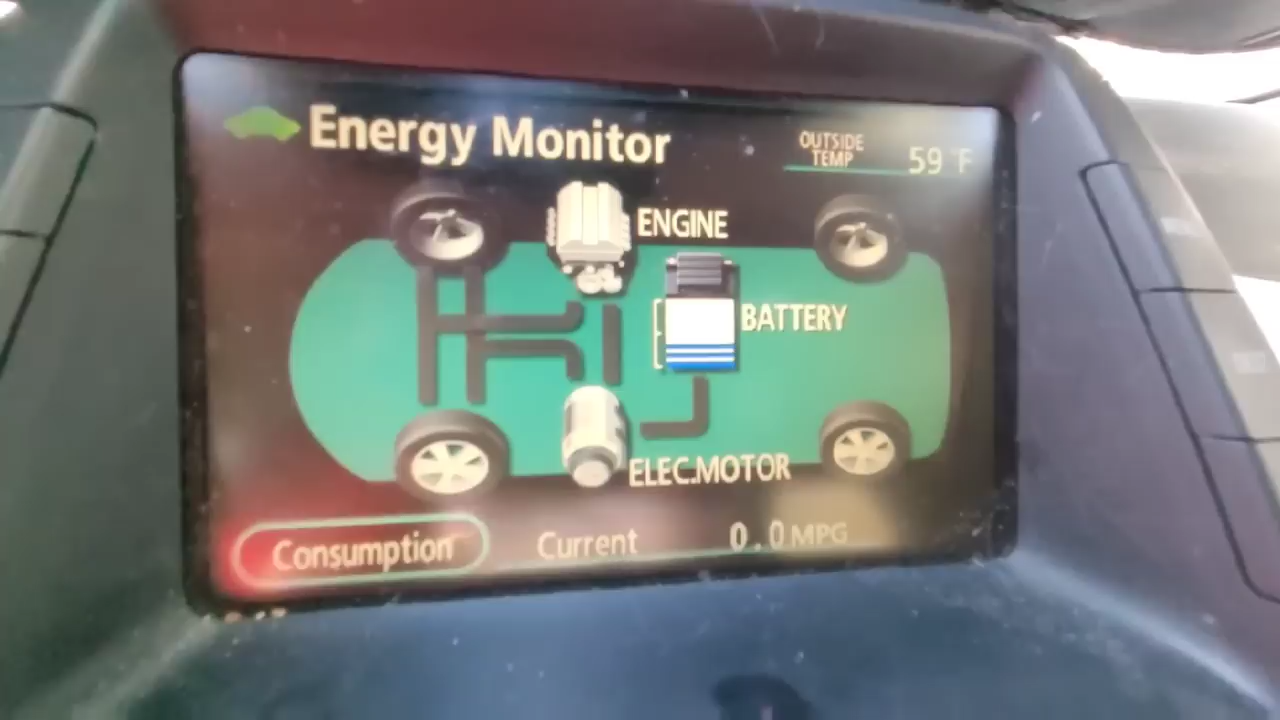 Energy Monitor
OUTSIDE
TEMP
59°F
ENGINE
BATTERY
ELEC.MOTOR
Consumption
Current
0.0 MPG